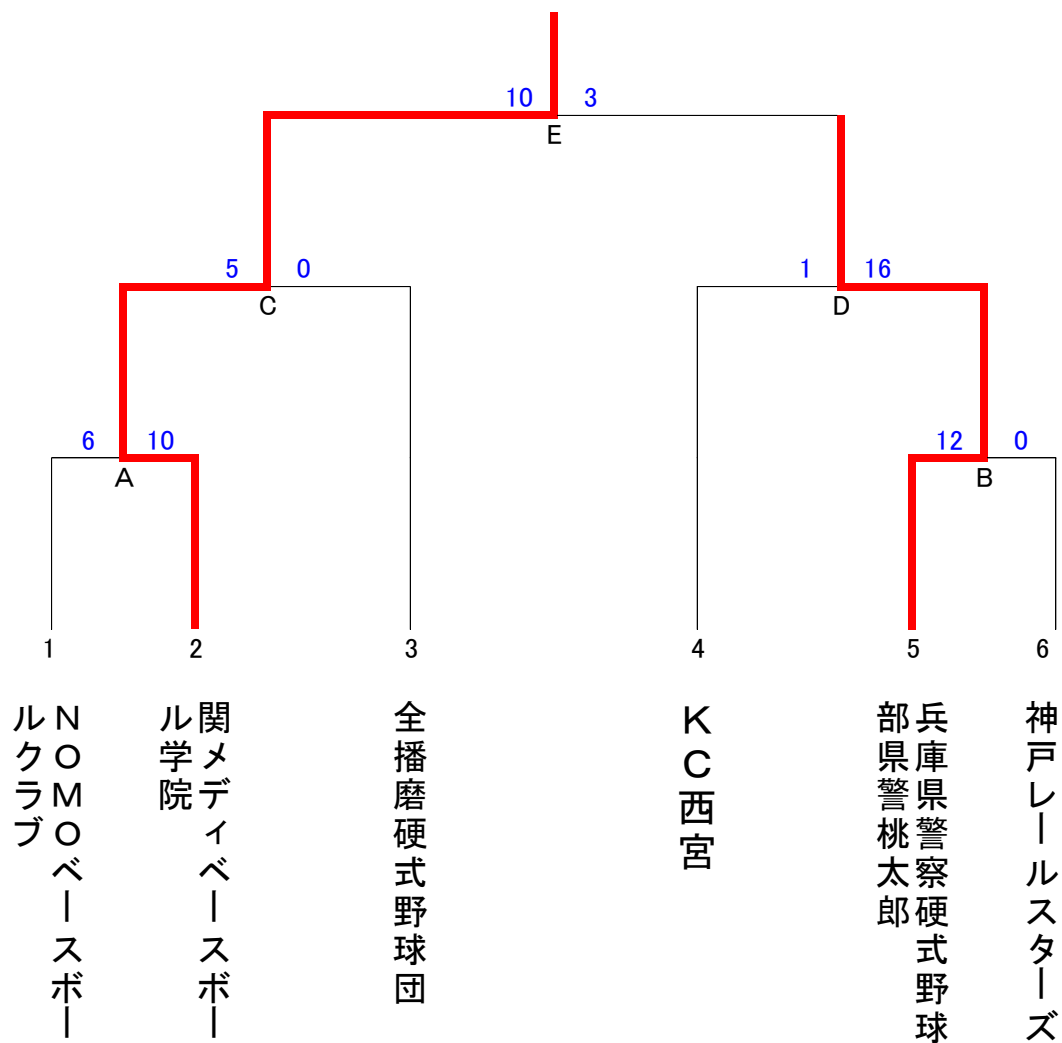 10 3
E
5 0
1 16
C
D
6 10
12 0
A
B
1
2
3
4
5
6
ＮＯＭＯベースボー
ルクラブ
関メディベースボー
ル学院
全播磨硬式野球団
ＫＣ西宮
兵庫県警察硬式野球
部県警桃太郎
神戸レールスターズ